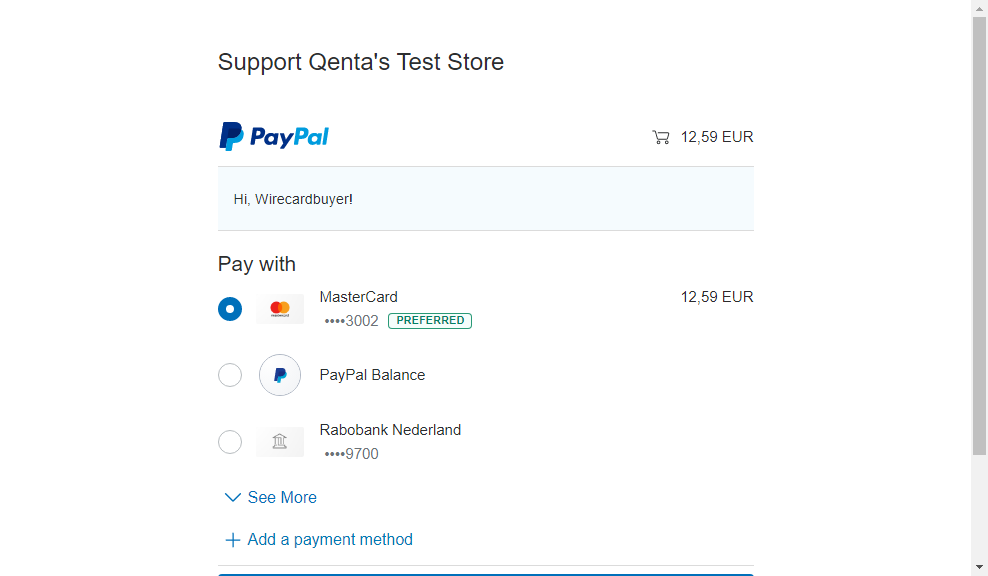 Support Qenta's Test Store
PayPal 12,59 EUR
Hi, Wirecardbuyer!
Pay with
MasterCard 12,59 EUR
••••3002 PREFERRED
PayPal Balance
Rabobank Nederland
••••9700
See More
Add a payment method